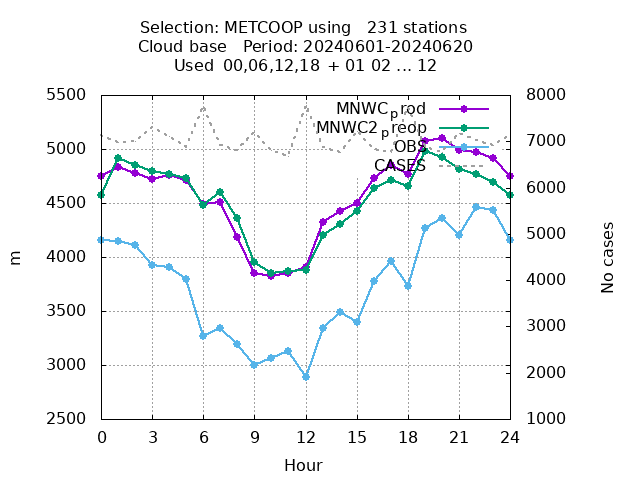 Selection: METCOOP using 231 stations
Cloud base Period: 20240601-20240620
Used 00,06,12,18 + 01 02 ... 12
5500
5000
4500
4000
3500
3000
2500
m
8000
7000
6000
5000
4000
3000
2000
1000
No cases
MNWCprod
MNWC2preop
OBS
CASES
0 3 6 9 12 15 18 21 24
Hour